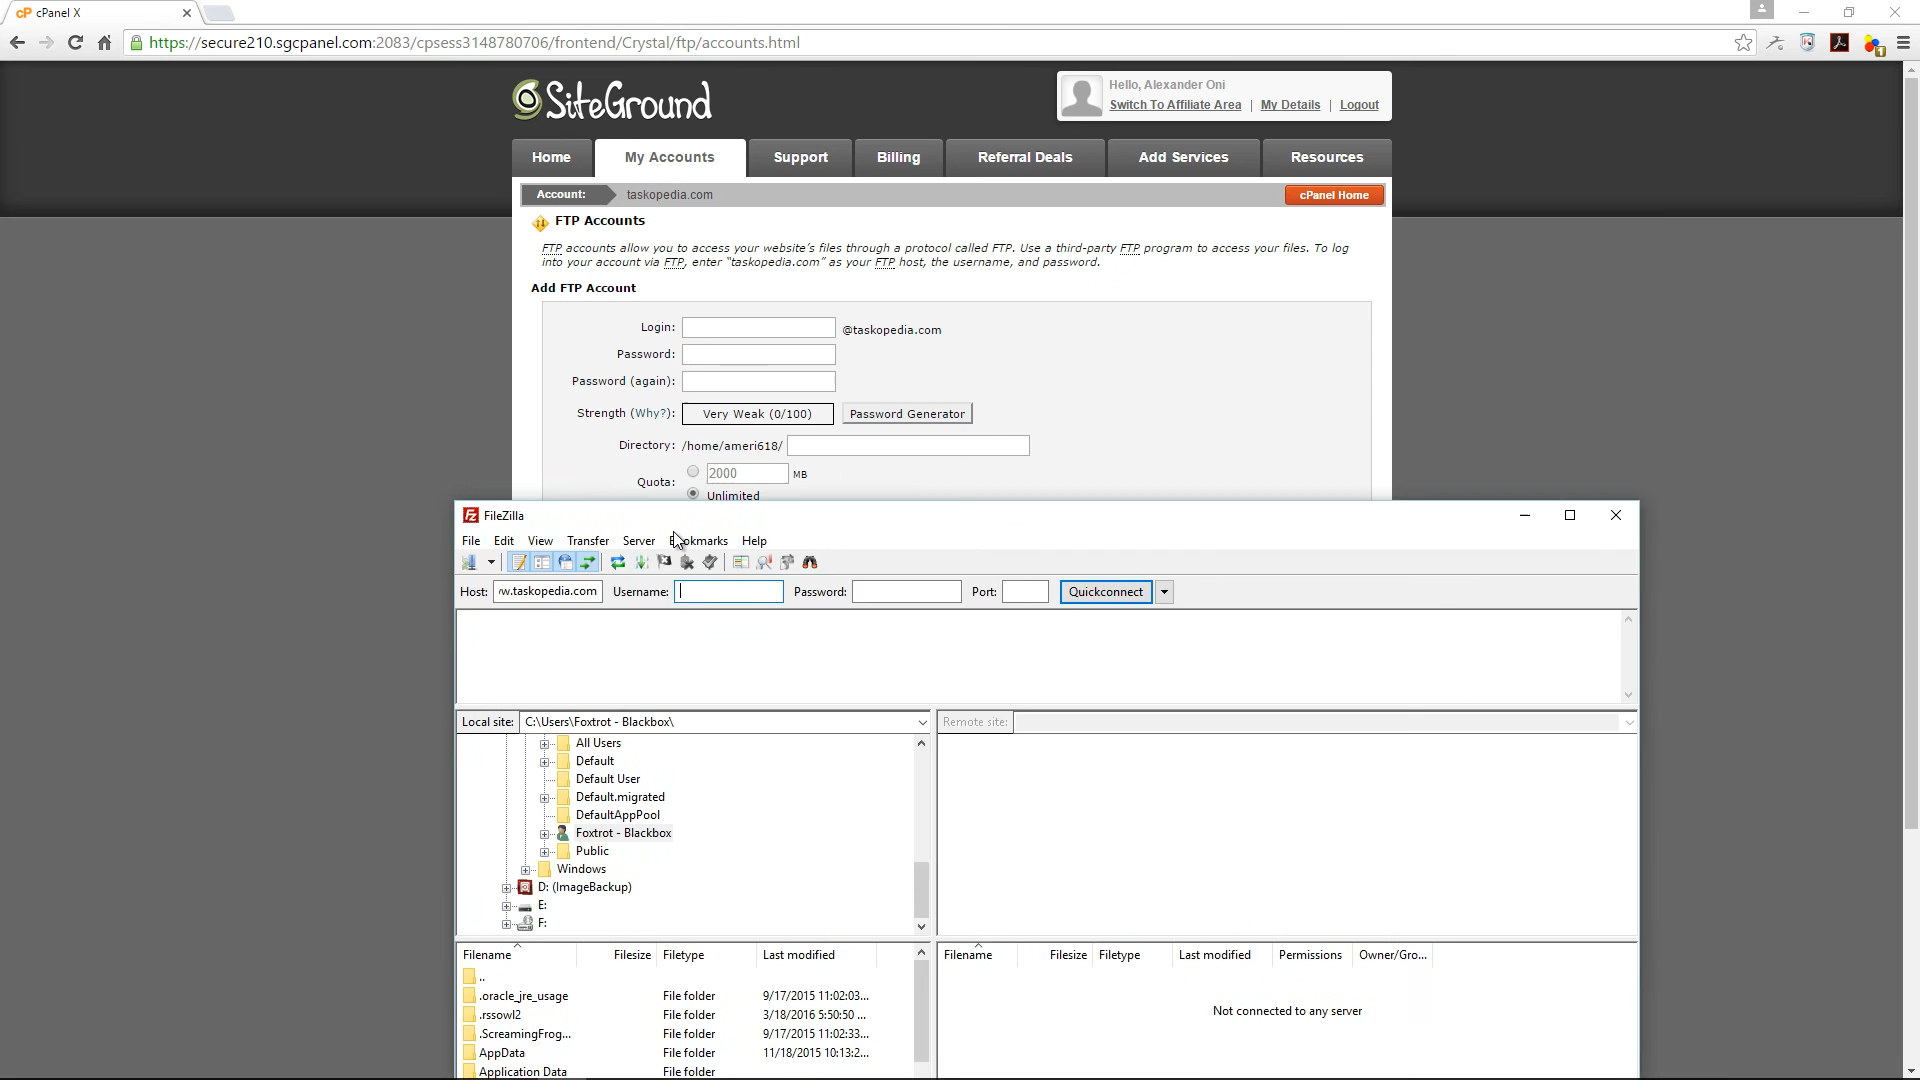 cP cPanel X
https://secure210.sgcpanel.com:2083/cpsess3148780706/frontend/Crystal/ftp/accounts.html
1
SiteGround
Hello, Alexander Oni
Switch To Affiliate Area | My Details | Logout
Home My Accounts Support Billing Referral Deals Add Services Resources
Account: taskopedia.com cPanel Home
FTP Accounts
FTP accounts allow you to access your website's files through a protocol called FTP. Use a third-party FTP program to access your files. To log
into your account via FTP, enter "taskopedia.com" as your FTP host, the username, and password.
Add FTP Account
Login: @taskopedia.com
Password:
Password (again):
Strength (Why?): Very Weak (0/100) Password Generator
Directory: /home/ameri618/
Quota: 2000 MB
Unlimited
Fz FileZilla
File Edit View Transfer Server Bookmarks Help
Host: w.taskopedia.com Username: Password: Port: Quickconnect
Local site: C:\Users\Foxtrot - Blackbox\ Remote site:
All Users
Default
Default User
Default.migrated
DefaultAppPool
Foxtrot - Blackbox
Public
Windows
D: (ImageBackup)
E:
F:
Filename Filesize Filetype Last modified Filename Filesize Filetype Last modified Permissions Owner/Gro...
..
.oracle_jre_usage File folder 9/17/2015 11:02:03...
Not connected to any server
.rssowl2 File folder 3/18/2016 5:50:50 ...
.ScreamingFrog... File folder 9/17/2015 11:02:33...
AppData File folder 11/18/2015 10:13:2...
Application Data File folder